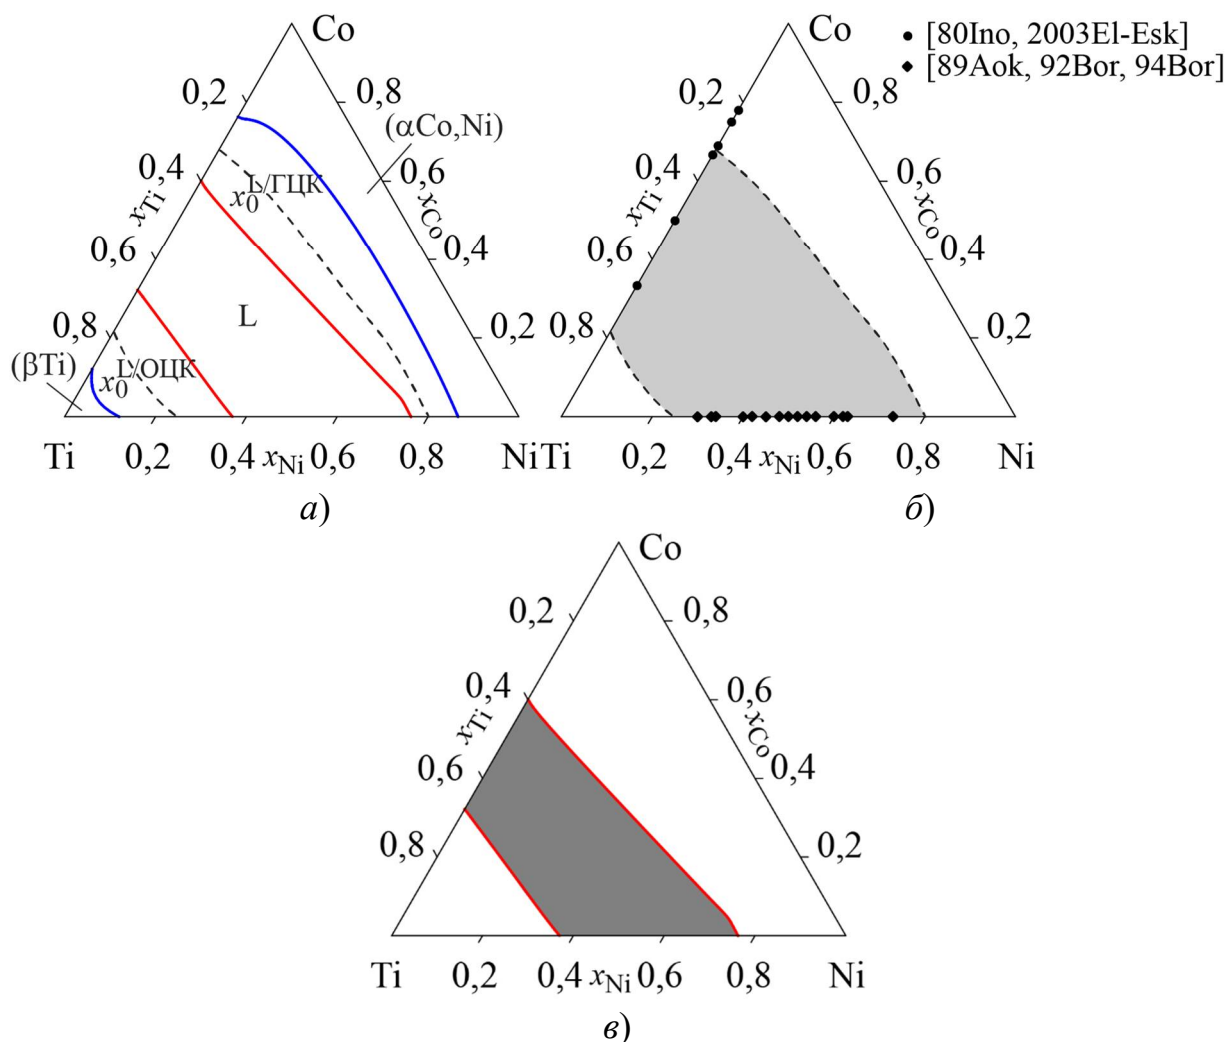 Co
0,2
0,8
(αCo,Ni)
0,4
x₀ᴸ/ГЦК
0,6
xTi
xCo
0,6
0,4
L
0,8
0,2
(βTi)
x₀ᴸ/ОЦК
Ti
0,2
0,4
xNi
0,6
0,8
Ni
а)
Co
• [80Ino, 2003El-Esk]
◆ [89Aok, 92Bor, 94Bor]
0,2
0,8
0,4
0,6
xTi
xCo
0,6
0,4
0,8
0,2
Ti
0,2
0,4
xNi
0,6
0,8
Ni
б)
Co
0,2
0,8
0,4
0,6
xTi
xCo
0,6
0,4
0,8
0,2
Ti
0,2
0,4
xNi
0,6
0,8
Ni
в)